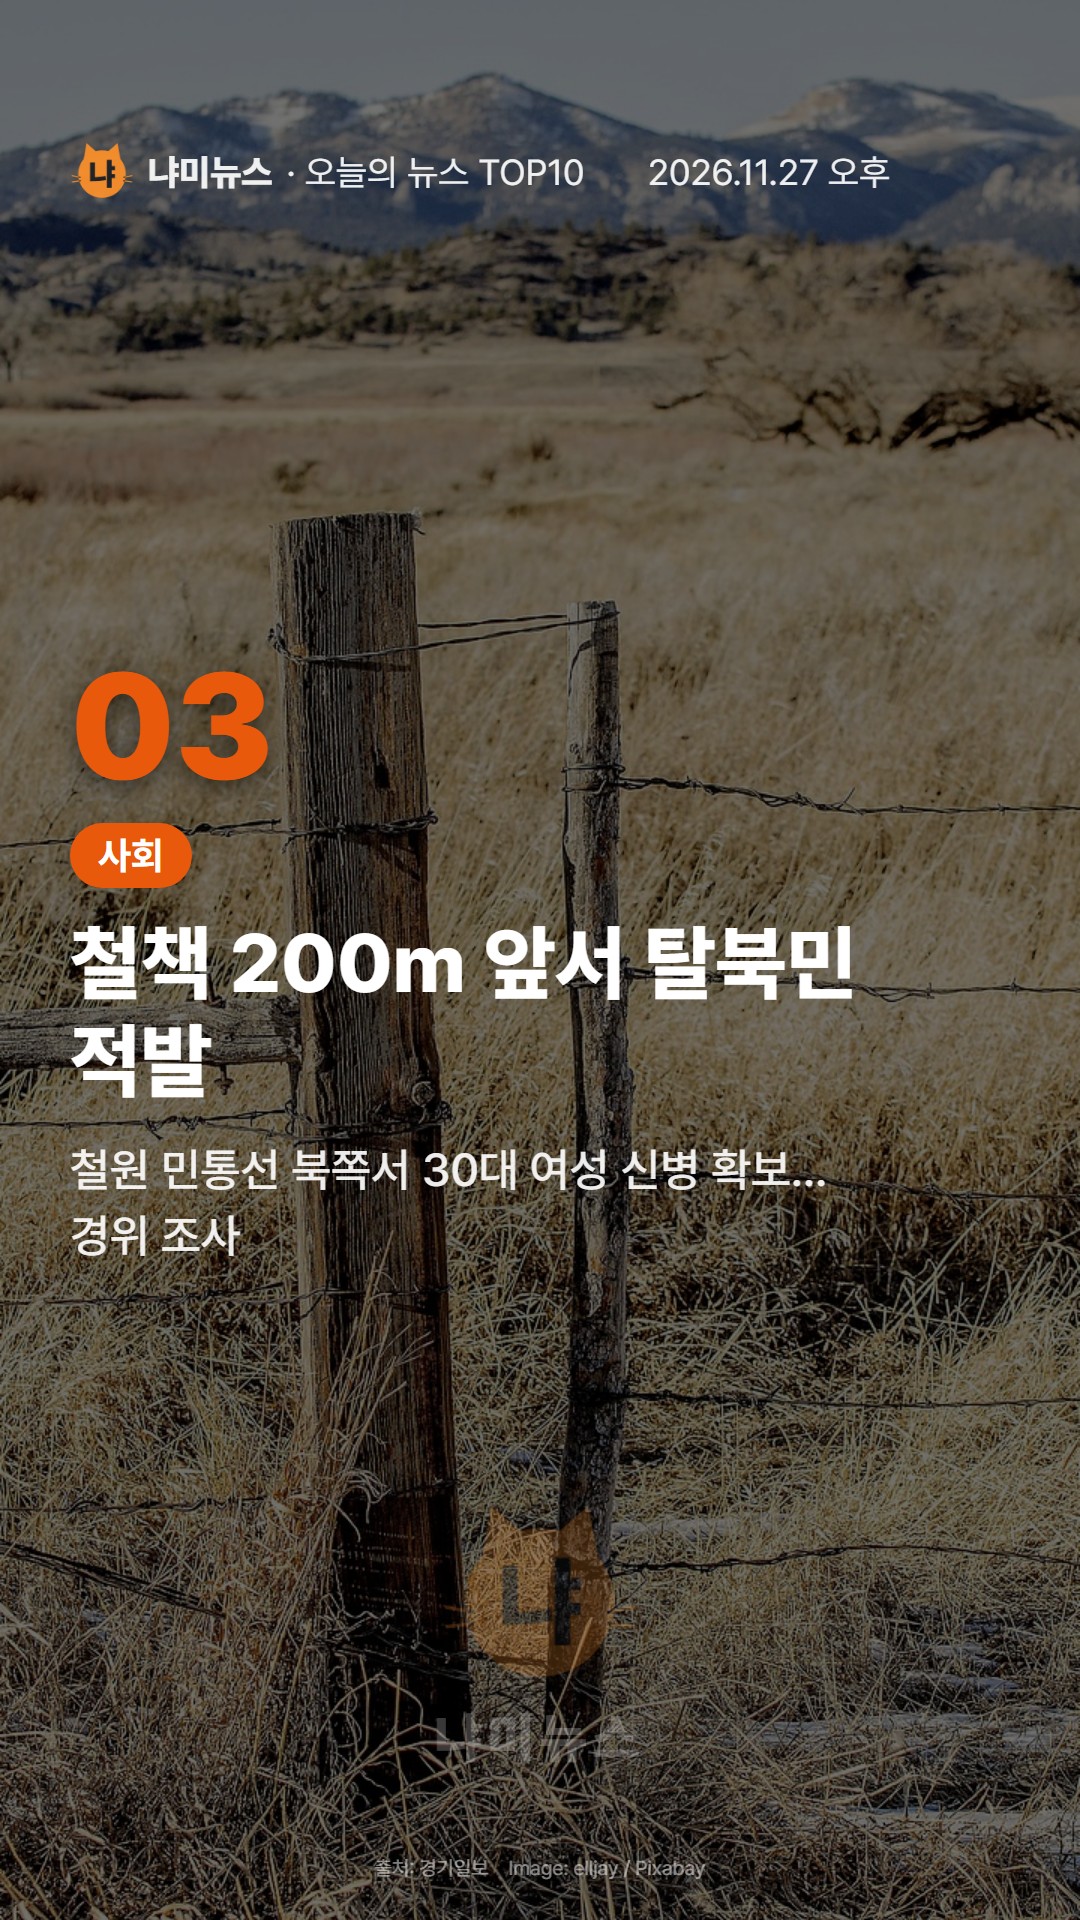 냐
냐미뉴스 · 오늘의 뉴스 TOP10 2026.11.27 오후
03
사회
철책 200m 앞서 탈북민
적발
철원 민통선 북쪽서 30대 여성 신병 확보...
경위 조사
냐
냐미뉴스
출처: 경기일보 Image: elljay / Pixabay